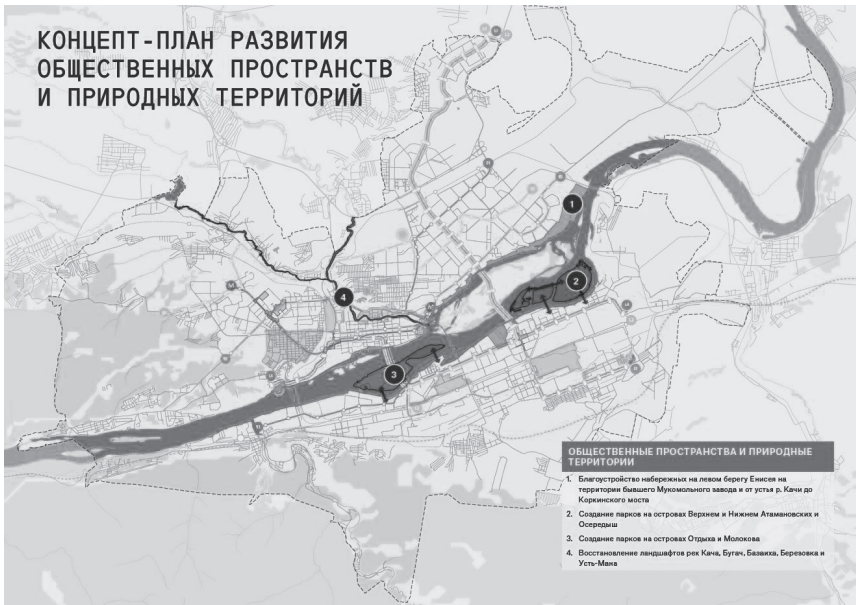 КОНЦЕПТ-ПЛАН РАЗВИТИЯ
ОБЩЕСТВЕННЫХ ПРОСТРАНСТВ
И ПРИРОДНЫХ ТЕРРИТОРИЙ
1
2
4
3
ОБЩЕСТВЕННЫЕ ПРОСТРАНСТВА И ПРИРОДНЫЕ
ТЕРРИТОРИИ
1. Благоустройство набережных на левом берегу Енисея на
территории бывшего Мукомольного завода и от устья р. Качи до
Коркинского моста
2. Создание парков на островах Верхнем и Нижнем Атамановских и
Осередыш
3. Создание парков на островах Отдыха и Молокова
4. Восстановление ландшафтов рек Кача, Бугач, Базаиха, Березовка и
Усть-Мана